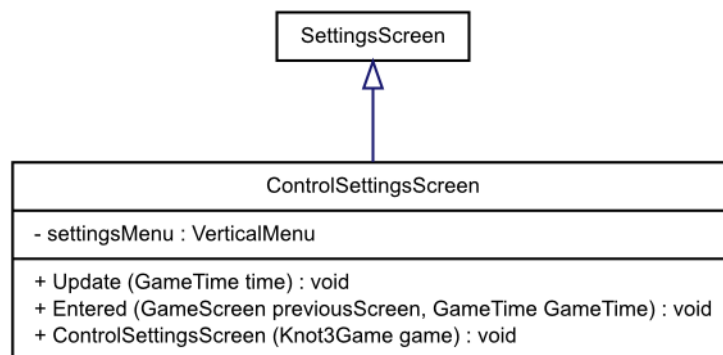 SettingsScreen
ControlSettingsScreen
- settingsMenu : VerticalMenu
+ Update (GameTime time) : void
+ Entered (GameScreen previousScreen, GameTime GameTime) : void
+ ControlSettingsScreen (Knot3Game game) : void